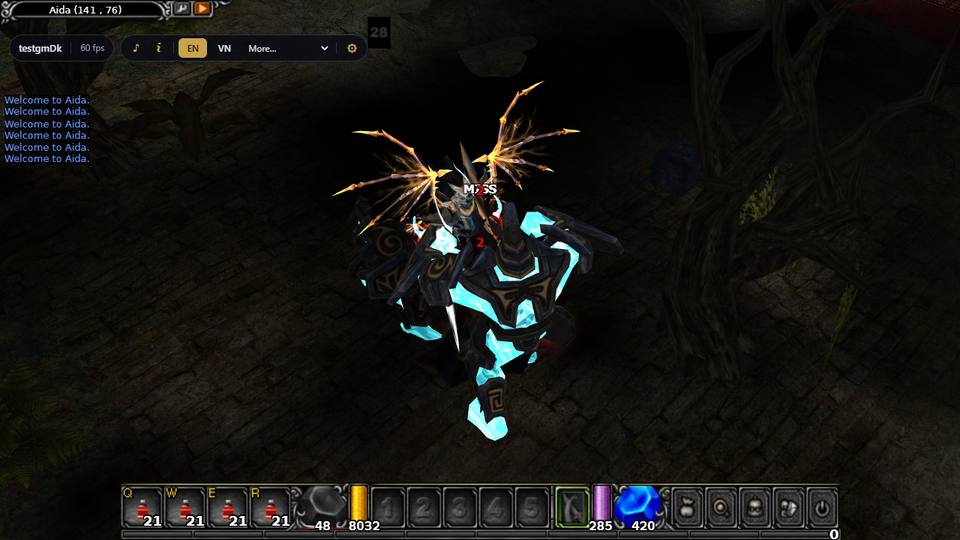 Aida (141 , 76)
28
testgmDk 60 fps
EN VN More...
Welcome to Aida.
Welcome to Aida.
Welcome to Aida.
Welcome to Aida.
Welcome to Aida.
Welcome to Aida.
2
Q W E R
21 21 21 21 48 8032 1 2 3 4 5 285 420
0